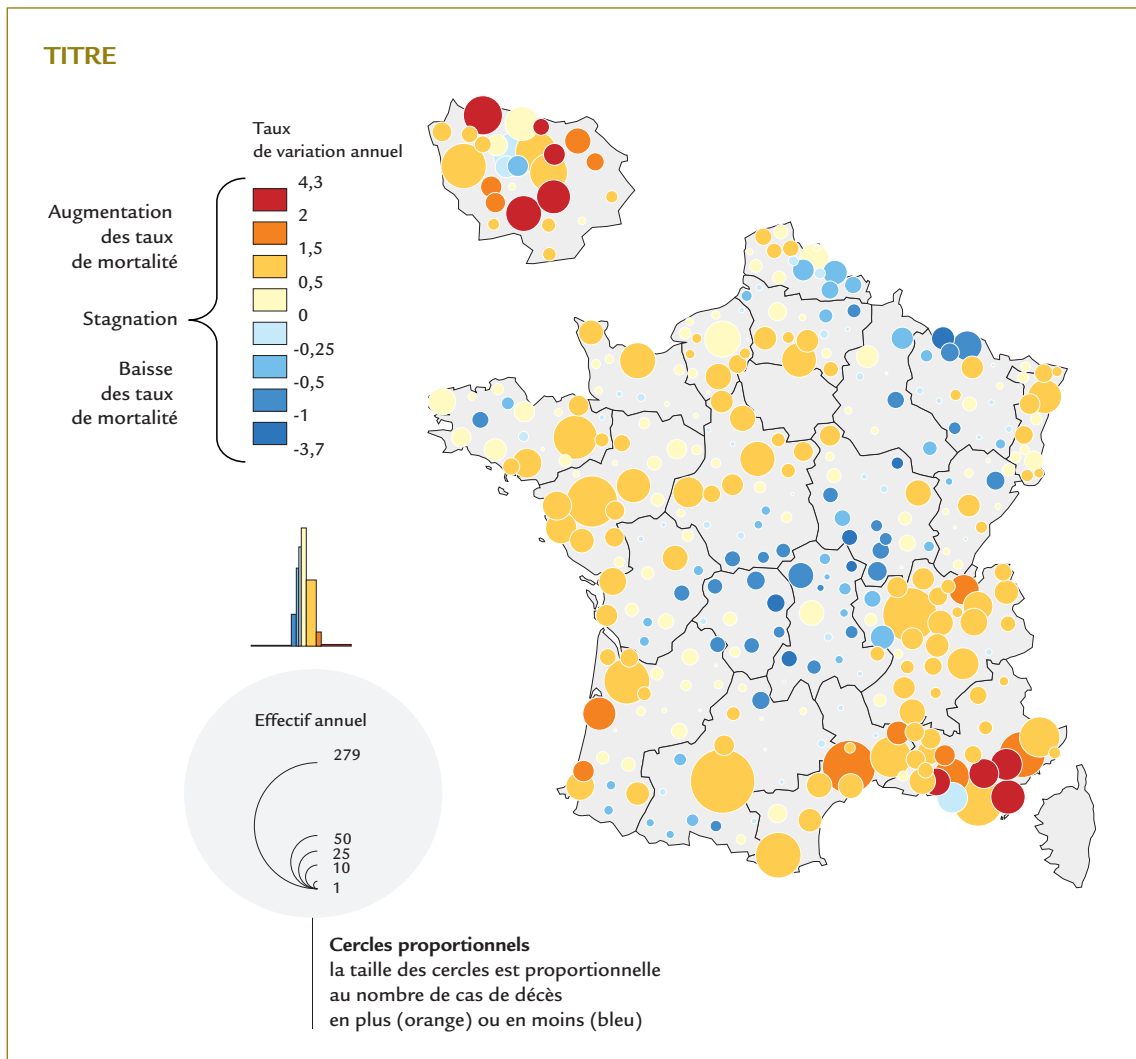 TITRE
Taux
de variation annuel
4,3
2
1,5
0,5
0
-0,25
-0,5
-1
-3,7
Augmentation
des taux
de mortalité
Stagnation
Baisse
des taux
de mortalité
Effectif annuel
279
50
25
10
1
Cercles proportionnels
la taille des cercles est proportionnelle
au nombre de cas de décès
en plus (orange) ou en moins (bleu)